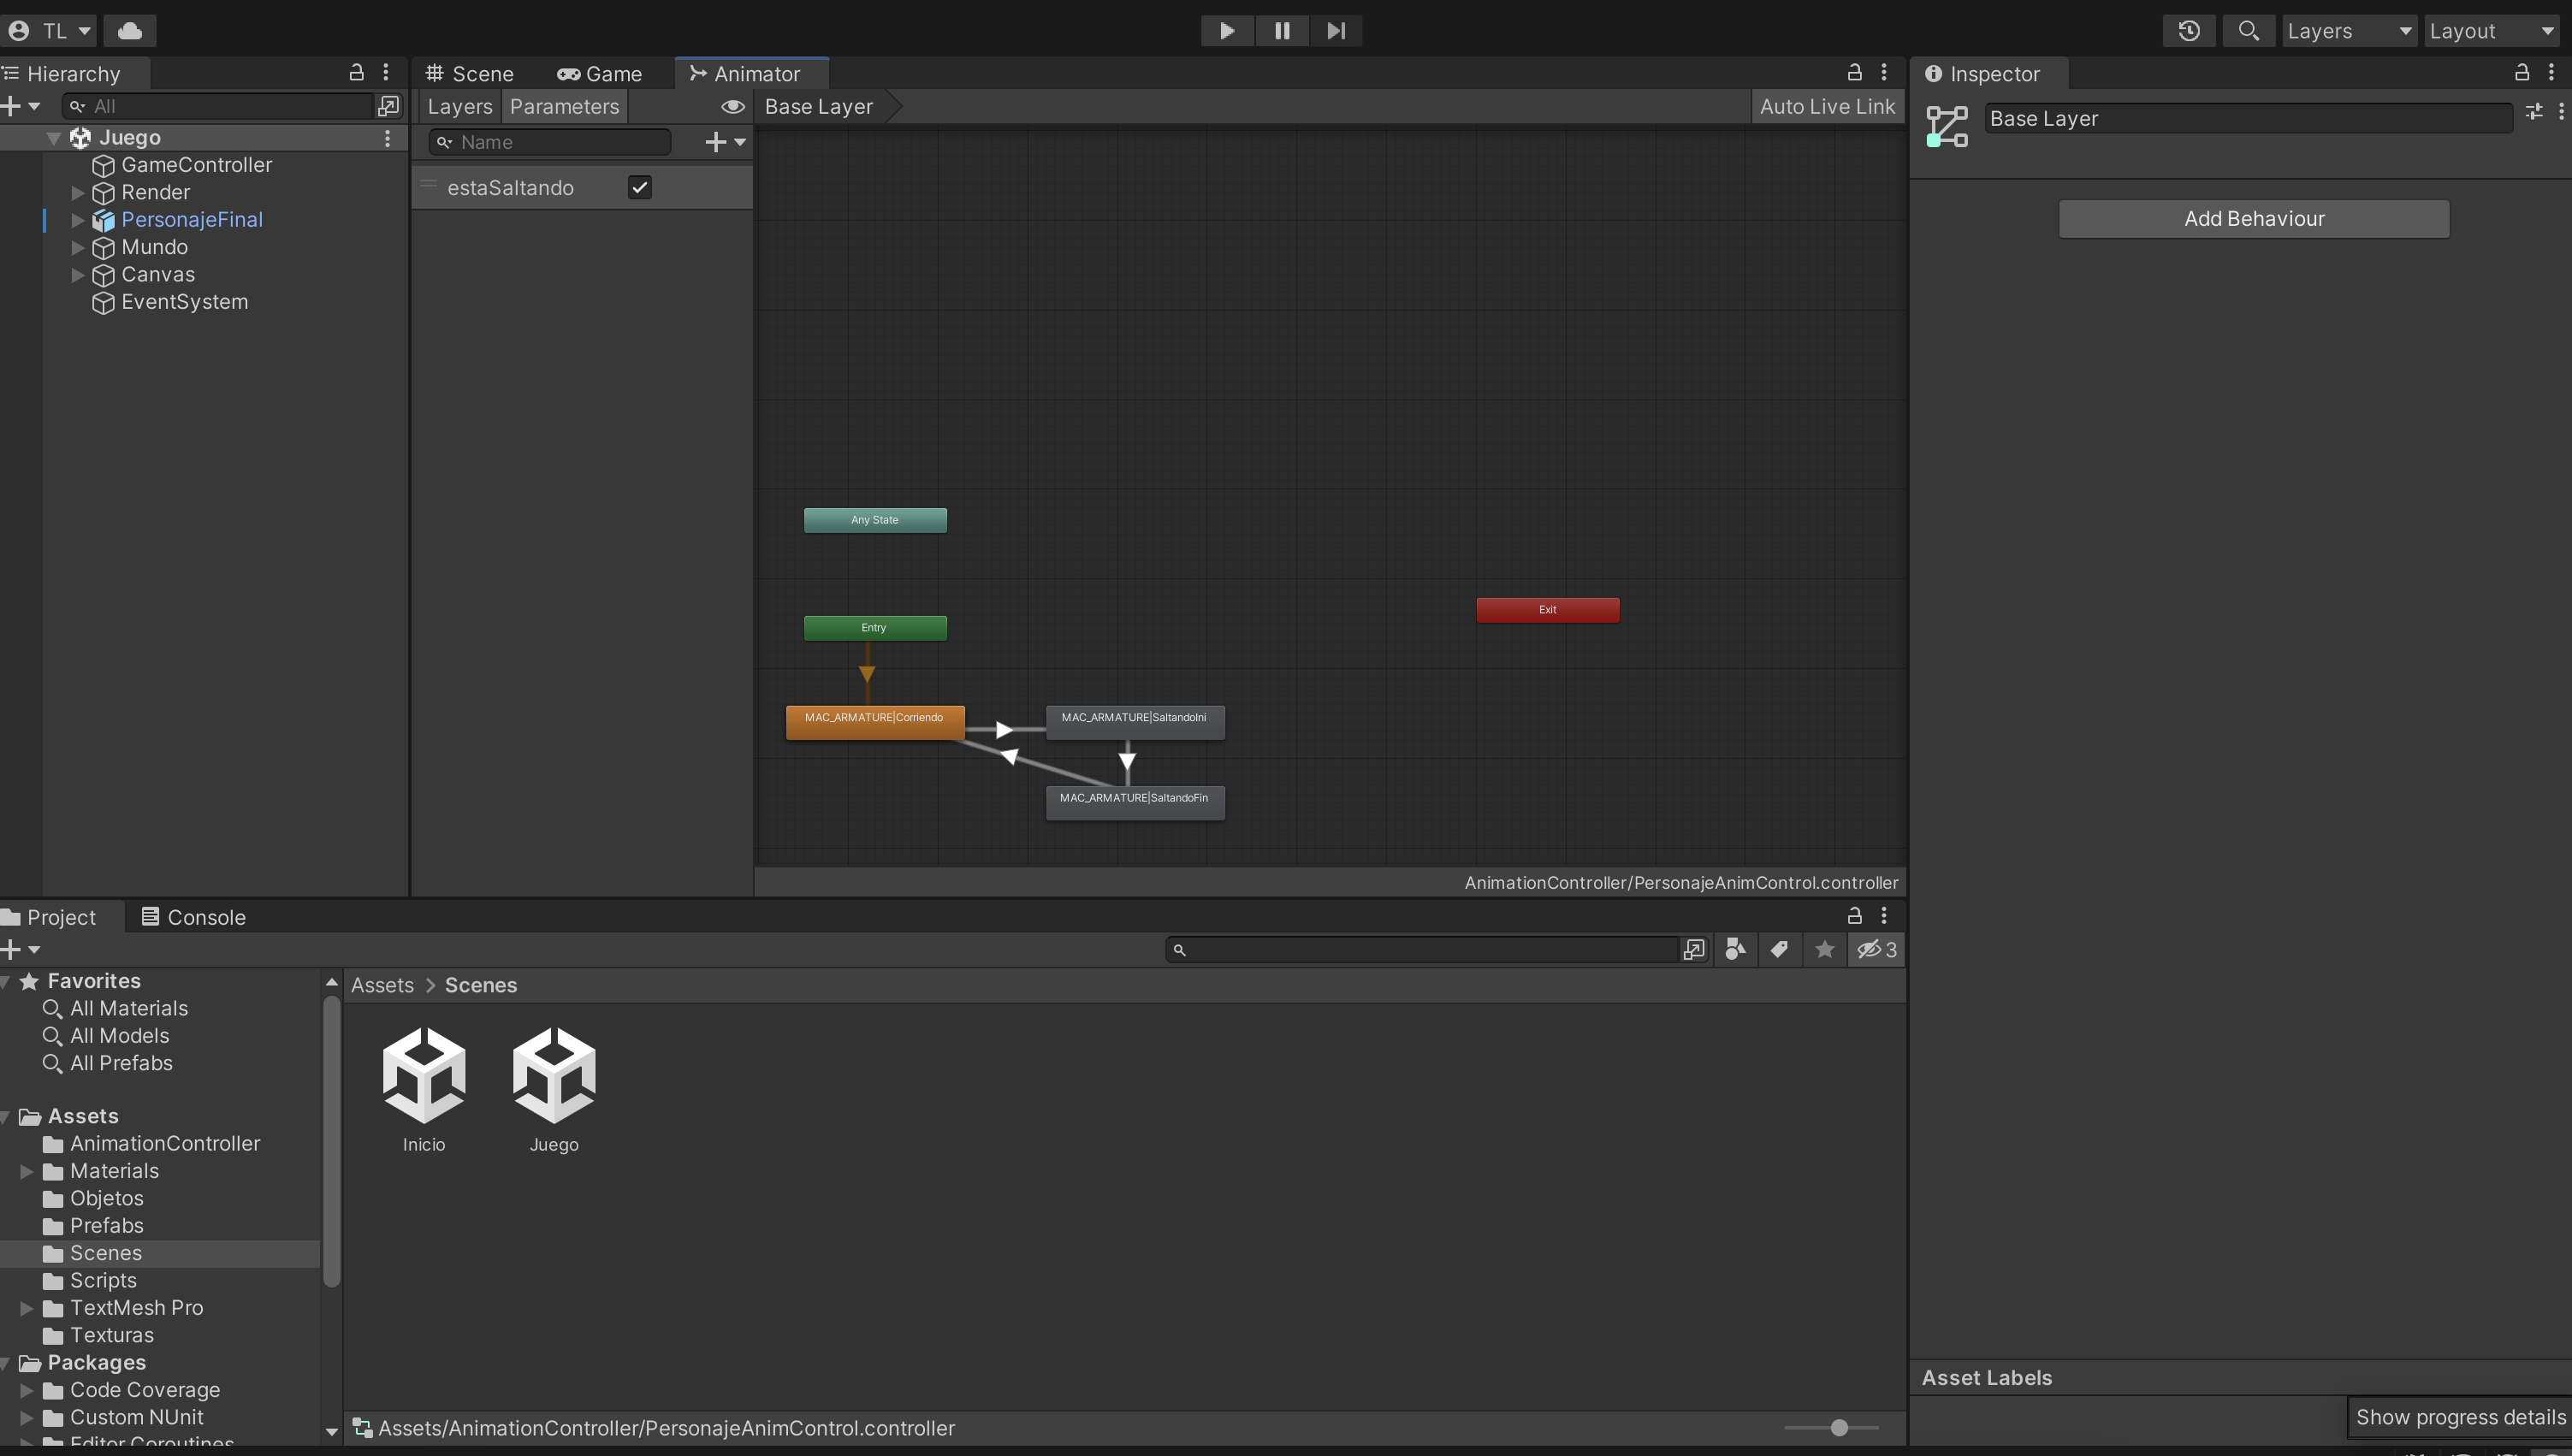 TL
Layers
Layout
Hierarchy
Scene
Game
Animator
Inspector
All
Layers
Parameters
Base Layer
Auto Live Link
Base Layer
Juego
Name
GameController
Render
estaSaltando
PersonajeFinal
Add Behaviour
Mundo
Canvas
EventSystem
Any State
Exit
Entry
MAC_ARMATURE|Corriendo
MAC_ARMATURE|SaltandoIni
MAC_ARMATURE|SaltandoFin
AnimationController/PersonajeAnimControl.controller
Project
Console
3
Favorites
Assets > Scenes
All Materials
All Models
All Prefabs
Assets
AnimationController
Inicio
Juego
Materials
Objetos
Prefabs
Scenes
Scripts
TextMesh Pro
Texturas
Packages
Code Coverage
Custom NUnit
Editor Coroutines
Assets/AnimationController/PersonajeAnimControl.controller
Asset Labels
Show progress details